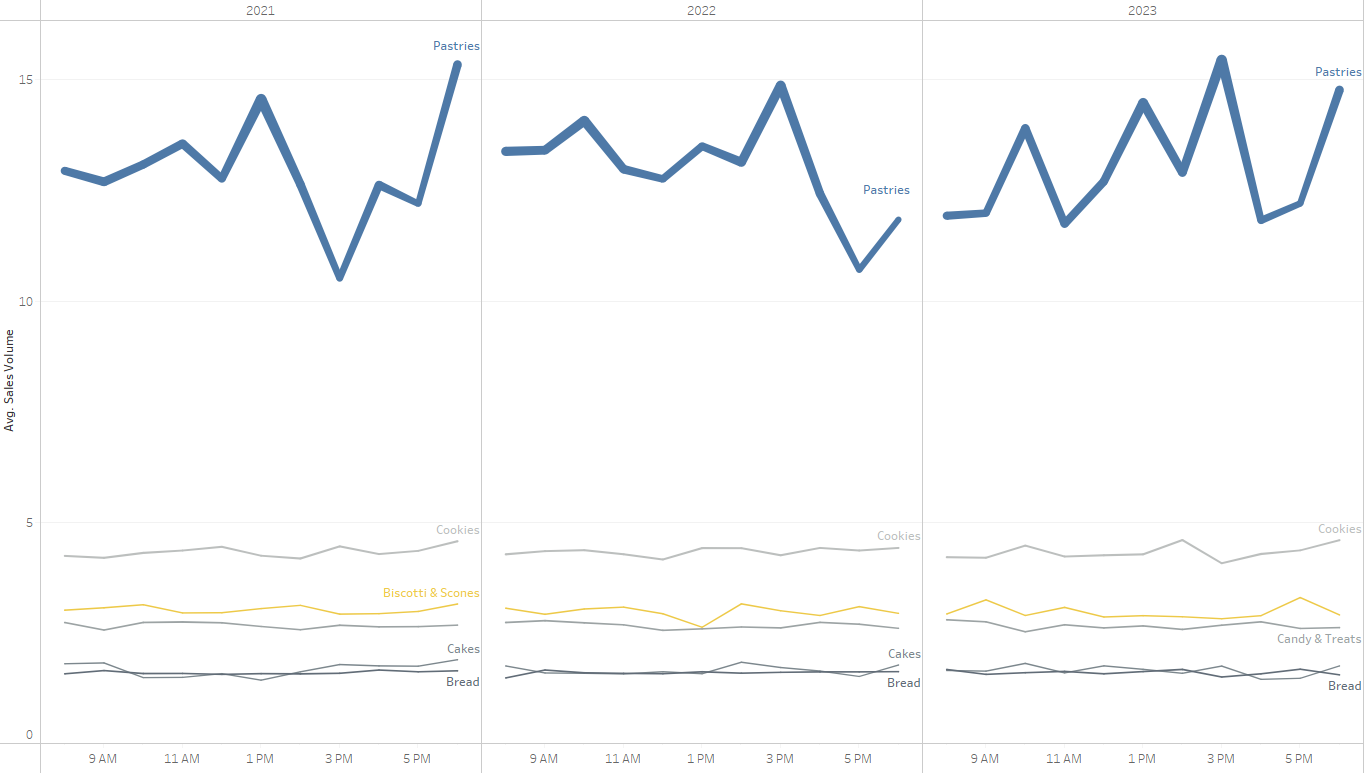 2021
2022
2023
Avg. Sales Volume
15
10
5
0
Pastries
Cookies
Biscotti & Scones
Cakes
Bread
Pastries
Cookies
Cakes
Bread
Pastries
Cookies
Candy & Treats
Bread
9 AM 11 AM 1 PM 3 PM 5 PM
9 AM 11 AM 1 PM 3 PM 5 PM
9 AM 11 AM 1 PM 3 PM 5 PM